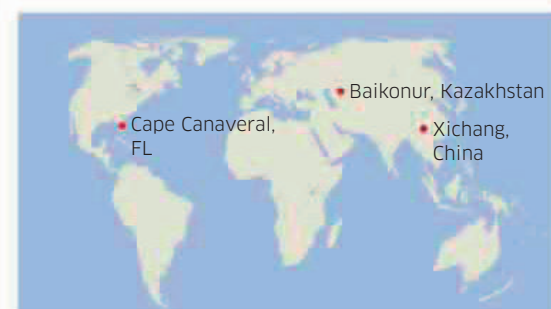 Baikonur, Kazakhstan
Cape Canaveral,
FL
Xichang,
China